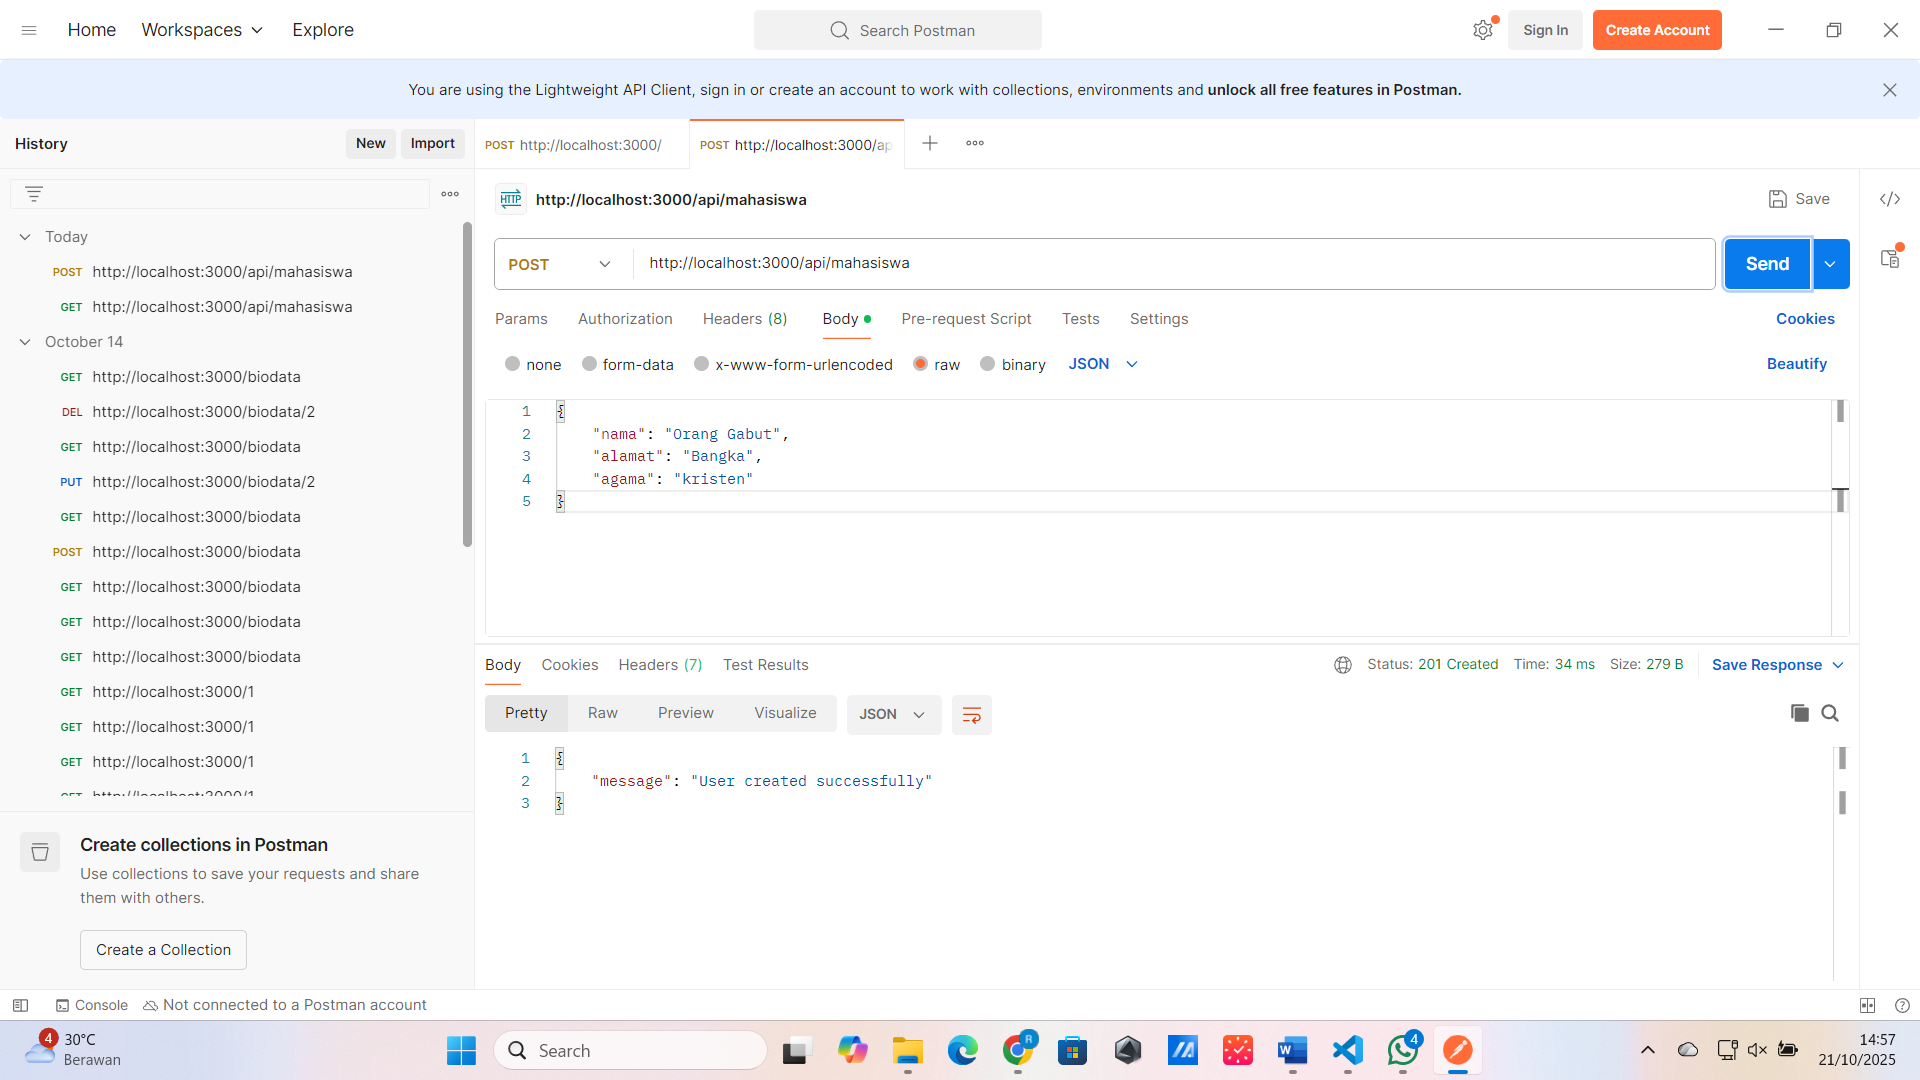 Home Workspaces Explore Search Postman Sign In Create Account
You are using the Lightweight API Client, sign in or create an account to work with collections, environments and unlock all free features in Postman.
History New Import
Today
POST http://localhost:3000/api/mahasiswa
GET http://localhost:3000/api/mahasiswa
October 14
GET http://localhost:3000/biodata
DEL http://localhost:3000/biodata/2
GET http://localhost:3000/biodata
PUT http://localhost:3000/biodata/2
GET http://localhost:3000/biodata
POST http://localhost:3000/biodata
GET http://localhost:3000/biodata
GET http://localhost:3000/biodata
GET http://localhost:3000/biodata
GET http://localhost:3000/1
GET http://localhost:3000/1
GET http://localhost:3000/1
GET http://localhost:3000/1
Create collections in Postman
Use collections to save your requests and share
them with others.
Create a Collection
POST http://localhost:3000/ POST http://localhost:3000/ap
HTTP http://localhost:3000/api/mahasiswa Save
POST http://localhost:3000/api/mahasiswa Send
Params Authorization Headers (8) Body Pre-request Script Tests Settings Cookies
none form-data x-www-form-urlencoded raw binary JSON Beautify
1 {
2 "nama": "Orang Gabut",
3 "alamat": "Bangka",
4 "agama": "kristen"
5 }
Body Cookies Headers (7) Test Results Status: 201 Created Time: 34 ms Size: 279 B Save Response
Pretty Raw Preview Visualize JSON
1 {
2 "message": "User created successfully"
3 }
Console Not connected to a Postman account
4 30°C
Berawan
Search
R
W
4
14:57
21/10/2025